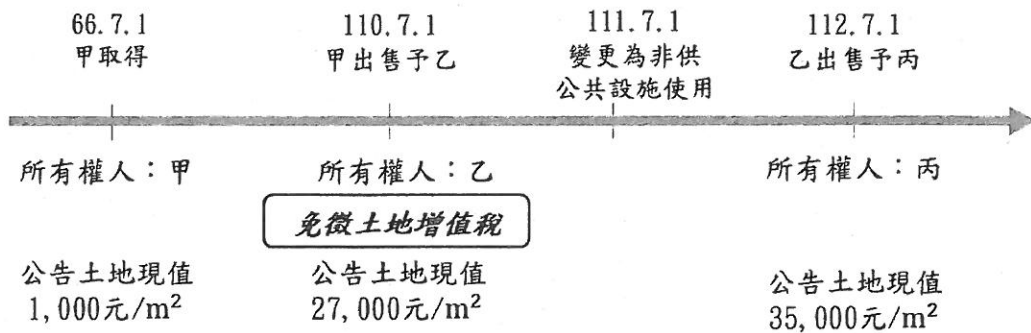 66.7.1
甲取得
110.7.1
甲出售予乙
111.7.1
變更為非供
公共設施使用
112.7.1
乙出售予丙
所有權人：甲
所有權人：乙
所有權人：丙
免徵土地增值稅
公告土地現值
1,000元/m²
公告土地現值
27,000元/m²
公告土地現值
35,000元/m²